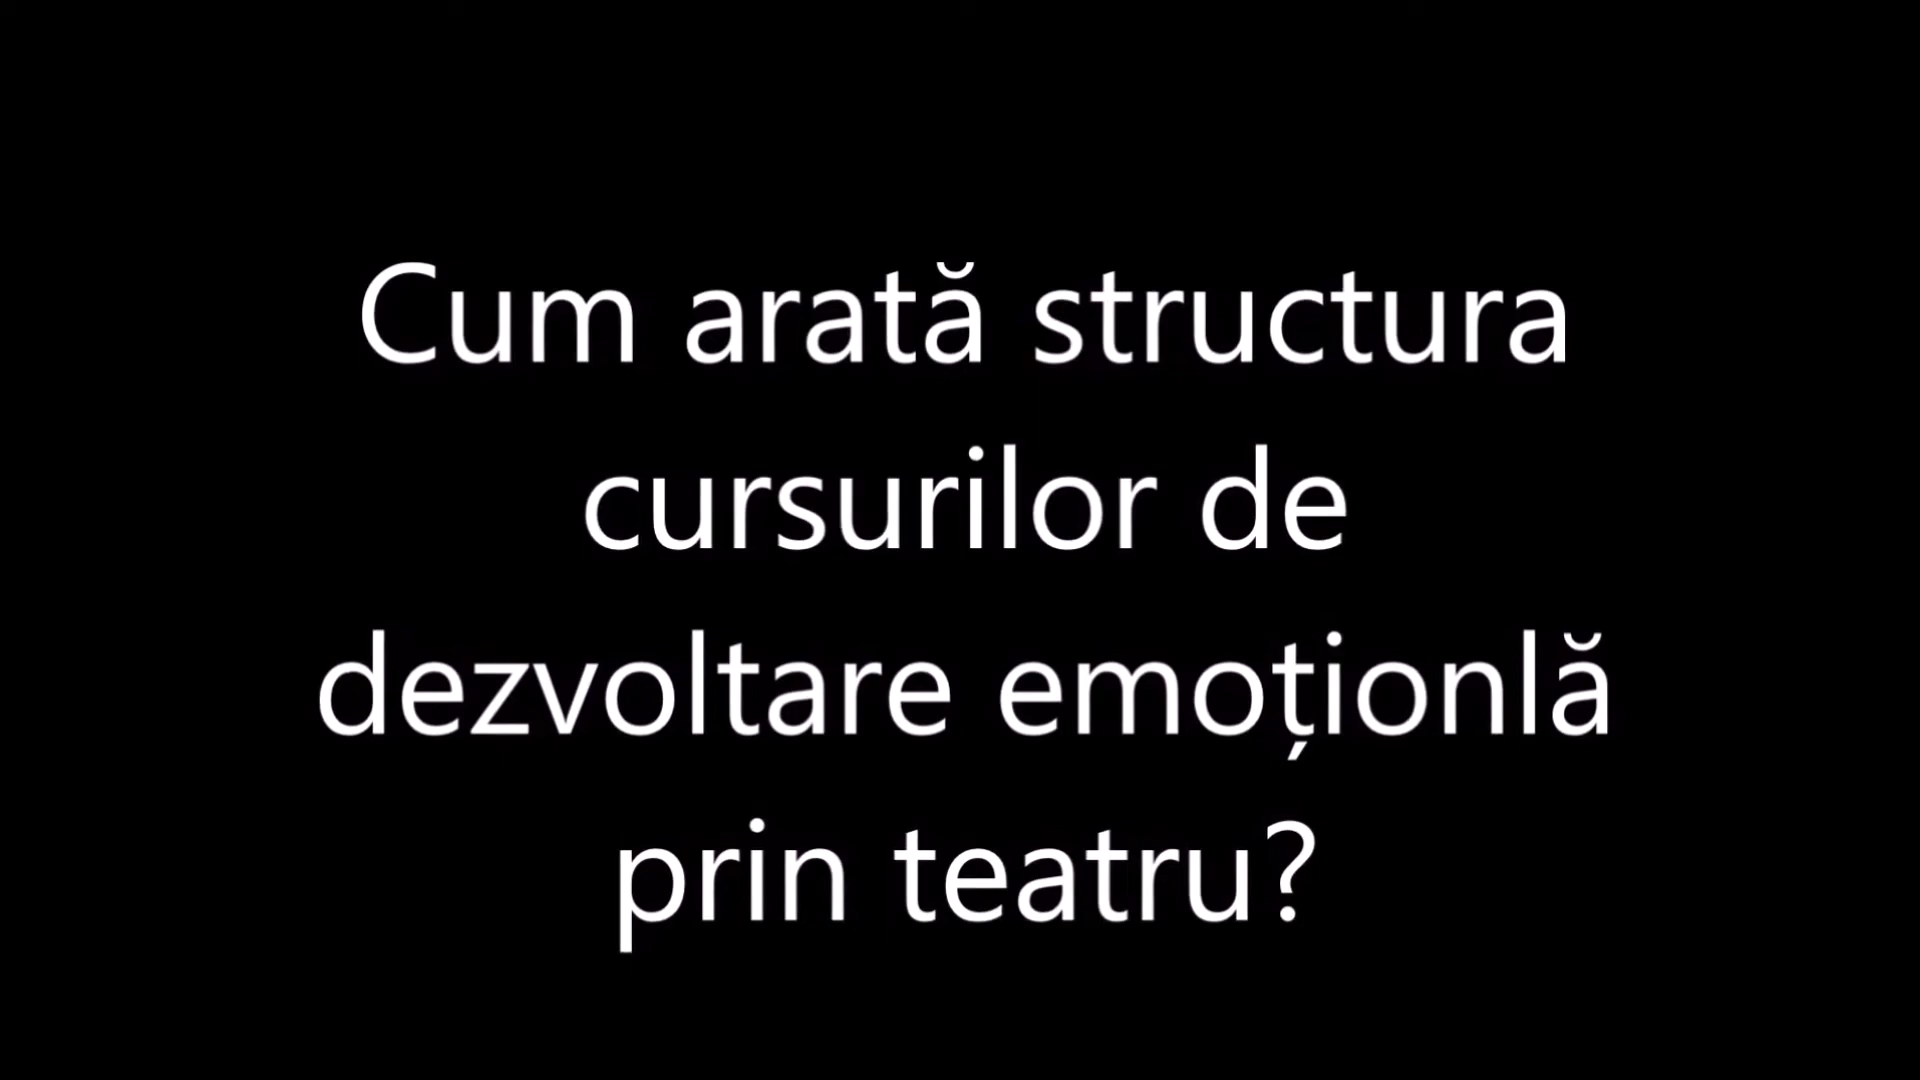 Cum arată structura
cursurilor de
dezvoltare emoționlă
prin teatru?